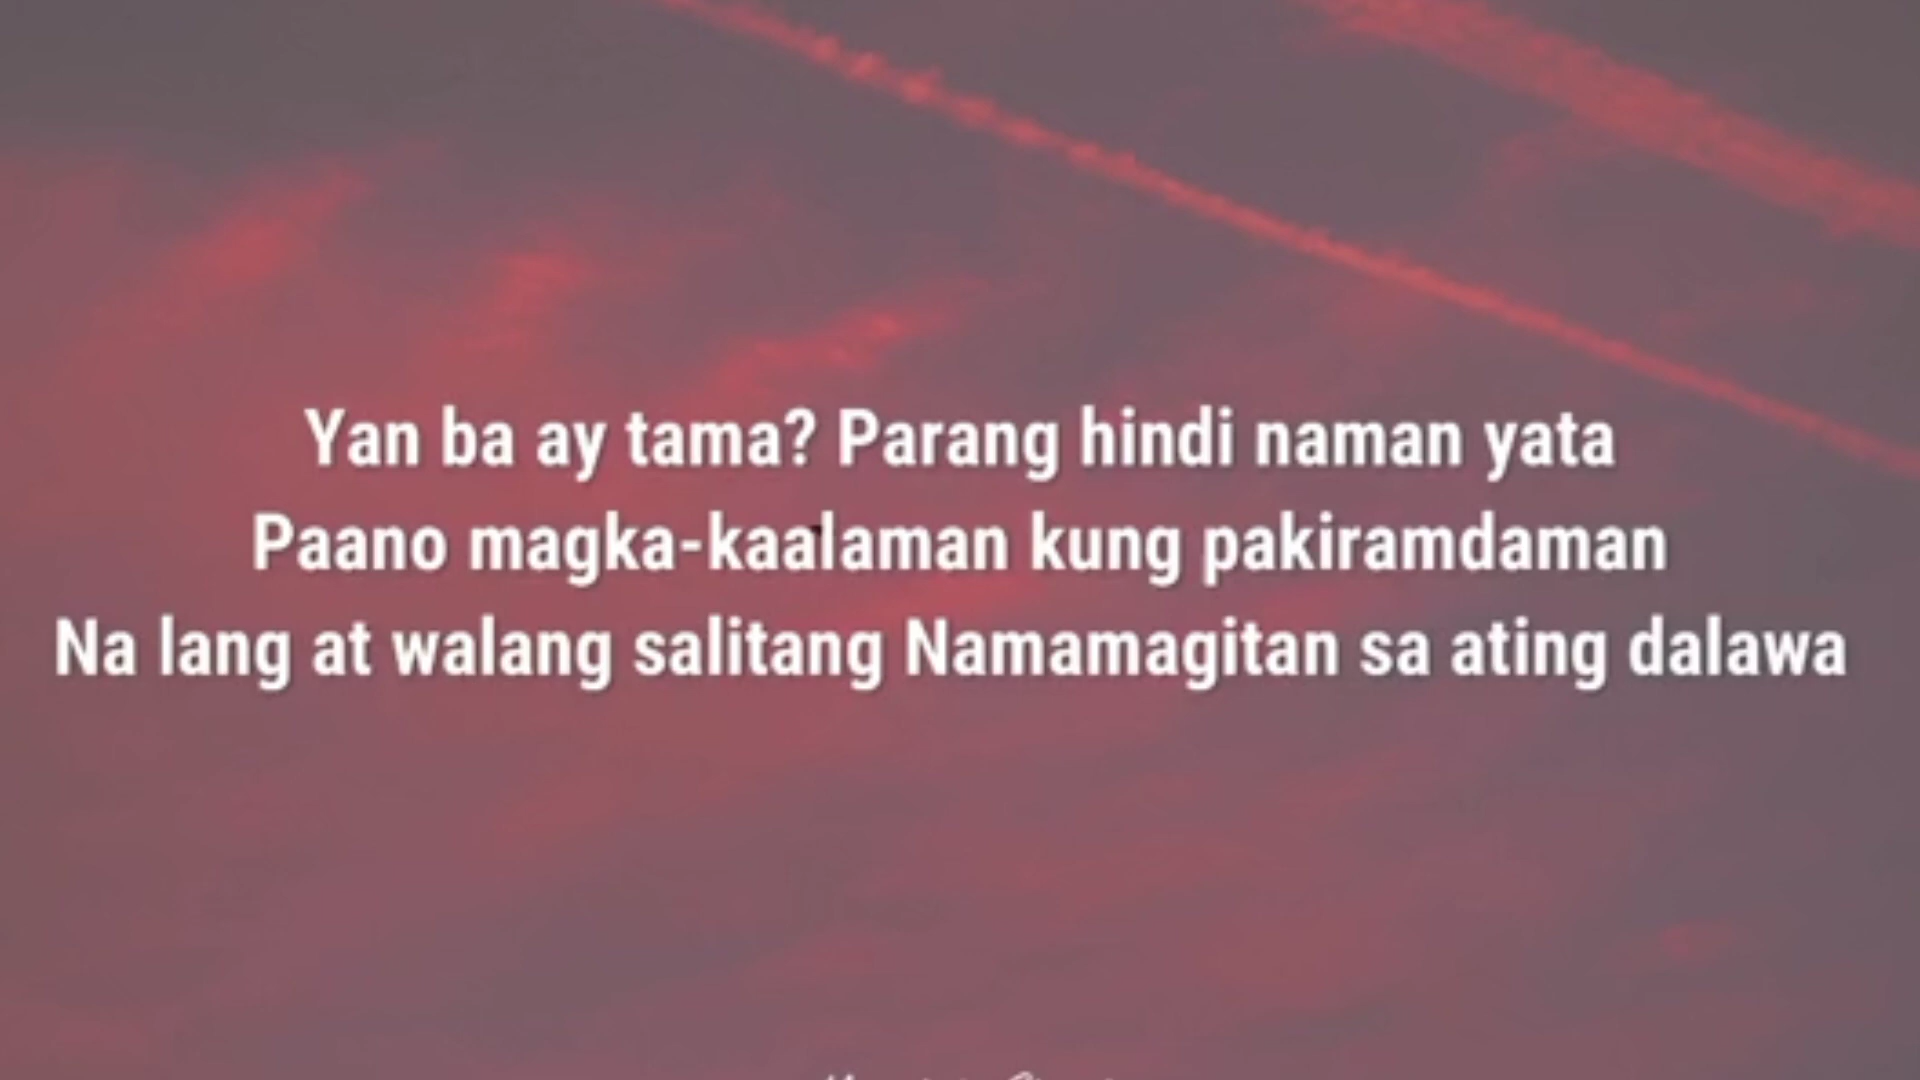 Yan ba ay tama? Parang hindi naman yata
Paano magka-kaalaman kung pakiramdaman
Na lang at walang salitang Namamagitan sa ating dalawa